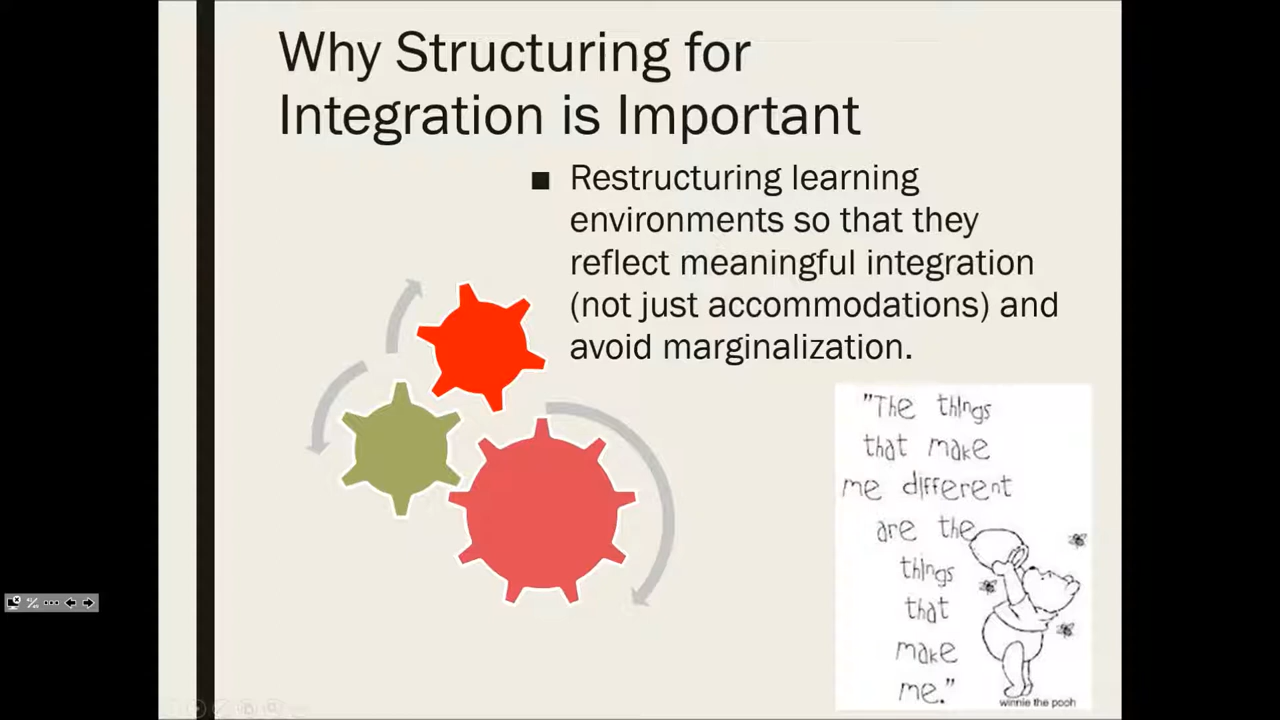 Why Structuring for
Integration is Important
■ Restructuring learning
environments so that they
reflect meaningful integration
(not just accommodations) and
avoid marginalization.
"The things
that make
me different
are the
things
that
make
me."
winnie the pooh